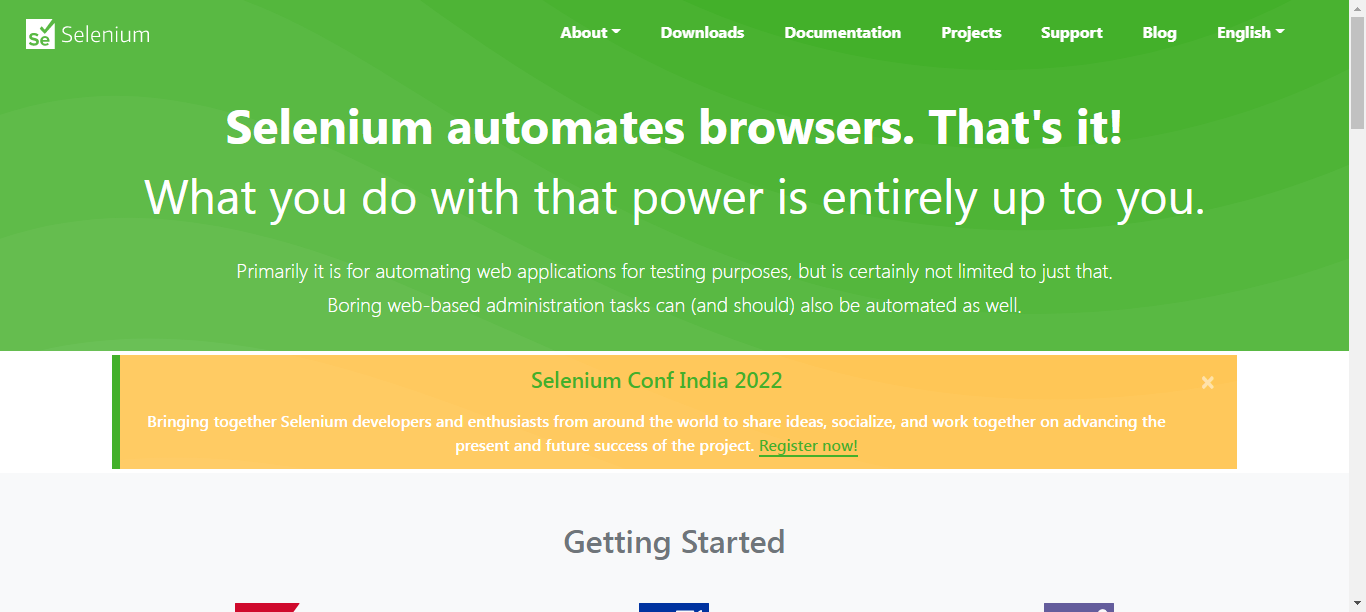 Se Selenium
About Downloads Documentation Projects Support Blog English
Selenium automates browsers. That's it!
What you do with that power is entirely up to you.
Primarily it is for automating web applications for testing purposes, but is certainly not limited to just that.
Boring web-based administration tasks can (and should) also be automated as well.
Selenium Conf India 2022
×
Bringing together Selenium developers and enthusiasts from around the world to share ideas, socialize, and work together on advancing the
present and future success of the project. Register now!
Getting Started